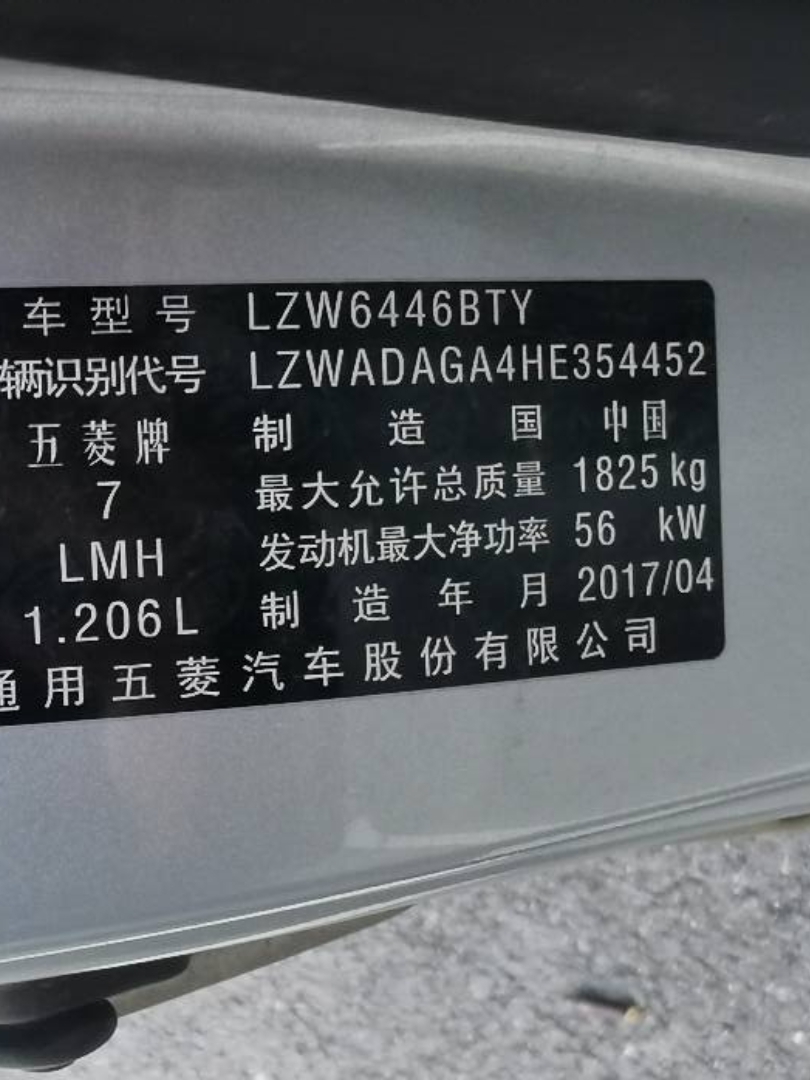 车型号 LZW6446BTY
辆识别代号 LZWADAGA4HE354452
五菱牌 制造国 中国
7 最大允许总质量 1825 kg
LMH 发动机最大净功率 56 kW
1.206L 制造年月 2017/04
通用五菱汽车股份有限公司